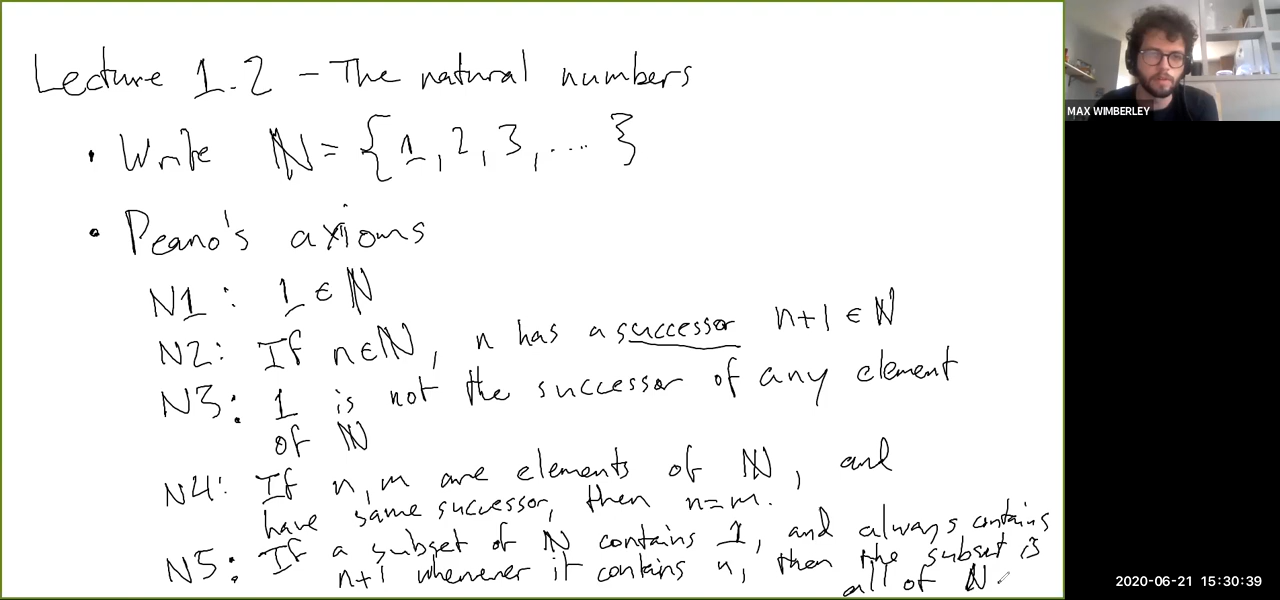 Lecture 1.2 - The natural numbers
• Write ℕ = {1, 2, 3, .... }
• Peano's axioms
N1: 1 ∈ ℕ
N2: If n ∈ ℕ, n has a successor n+1 ∈ ℕ
N3: 1 is not the successor of any element
of ℕ
N4: If n, m are elements of ℕ, and
have same successor, then n=m.
N5: If a subset of ℕ contains 1, and always contains
n+1 whenever it contains n, then the subset is
all of ℕ.
MAX WIMBERLEY
2020-06-21 15:30:39